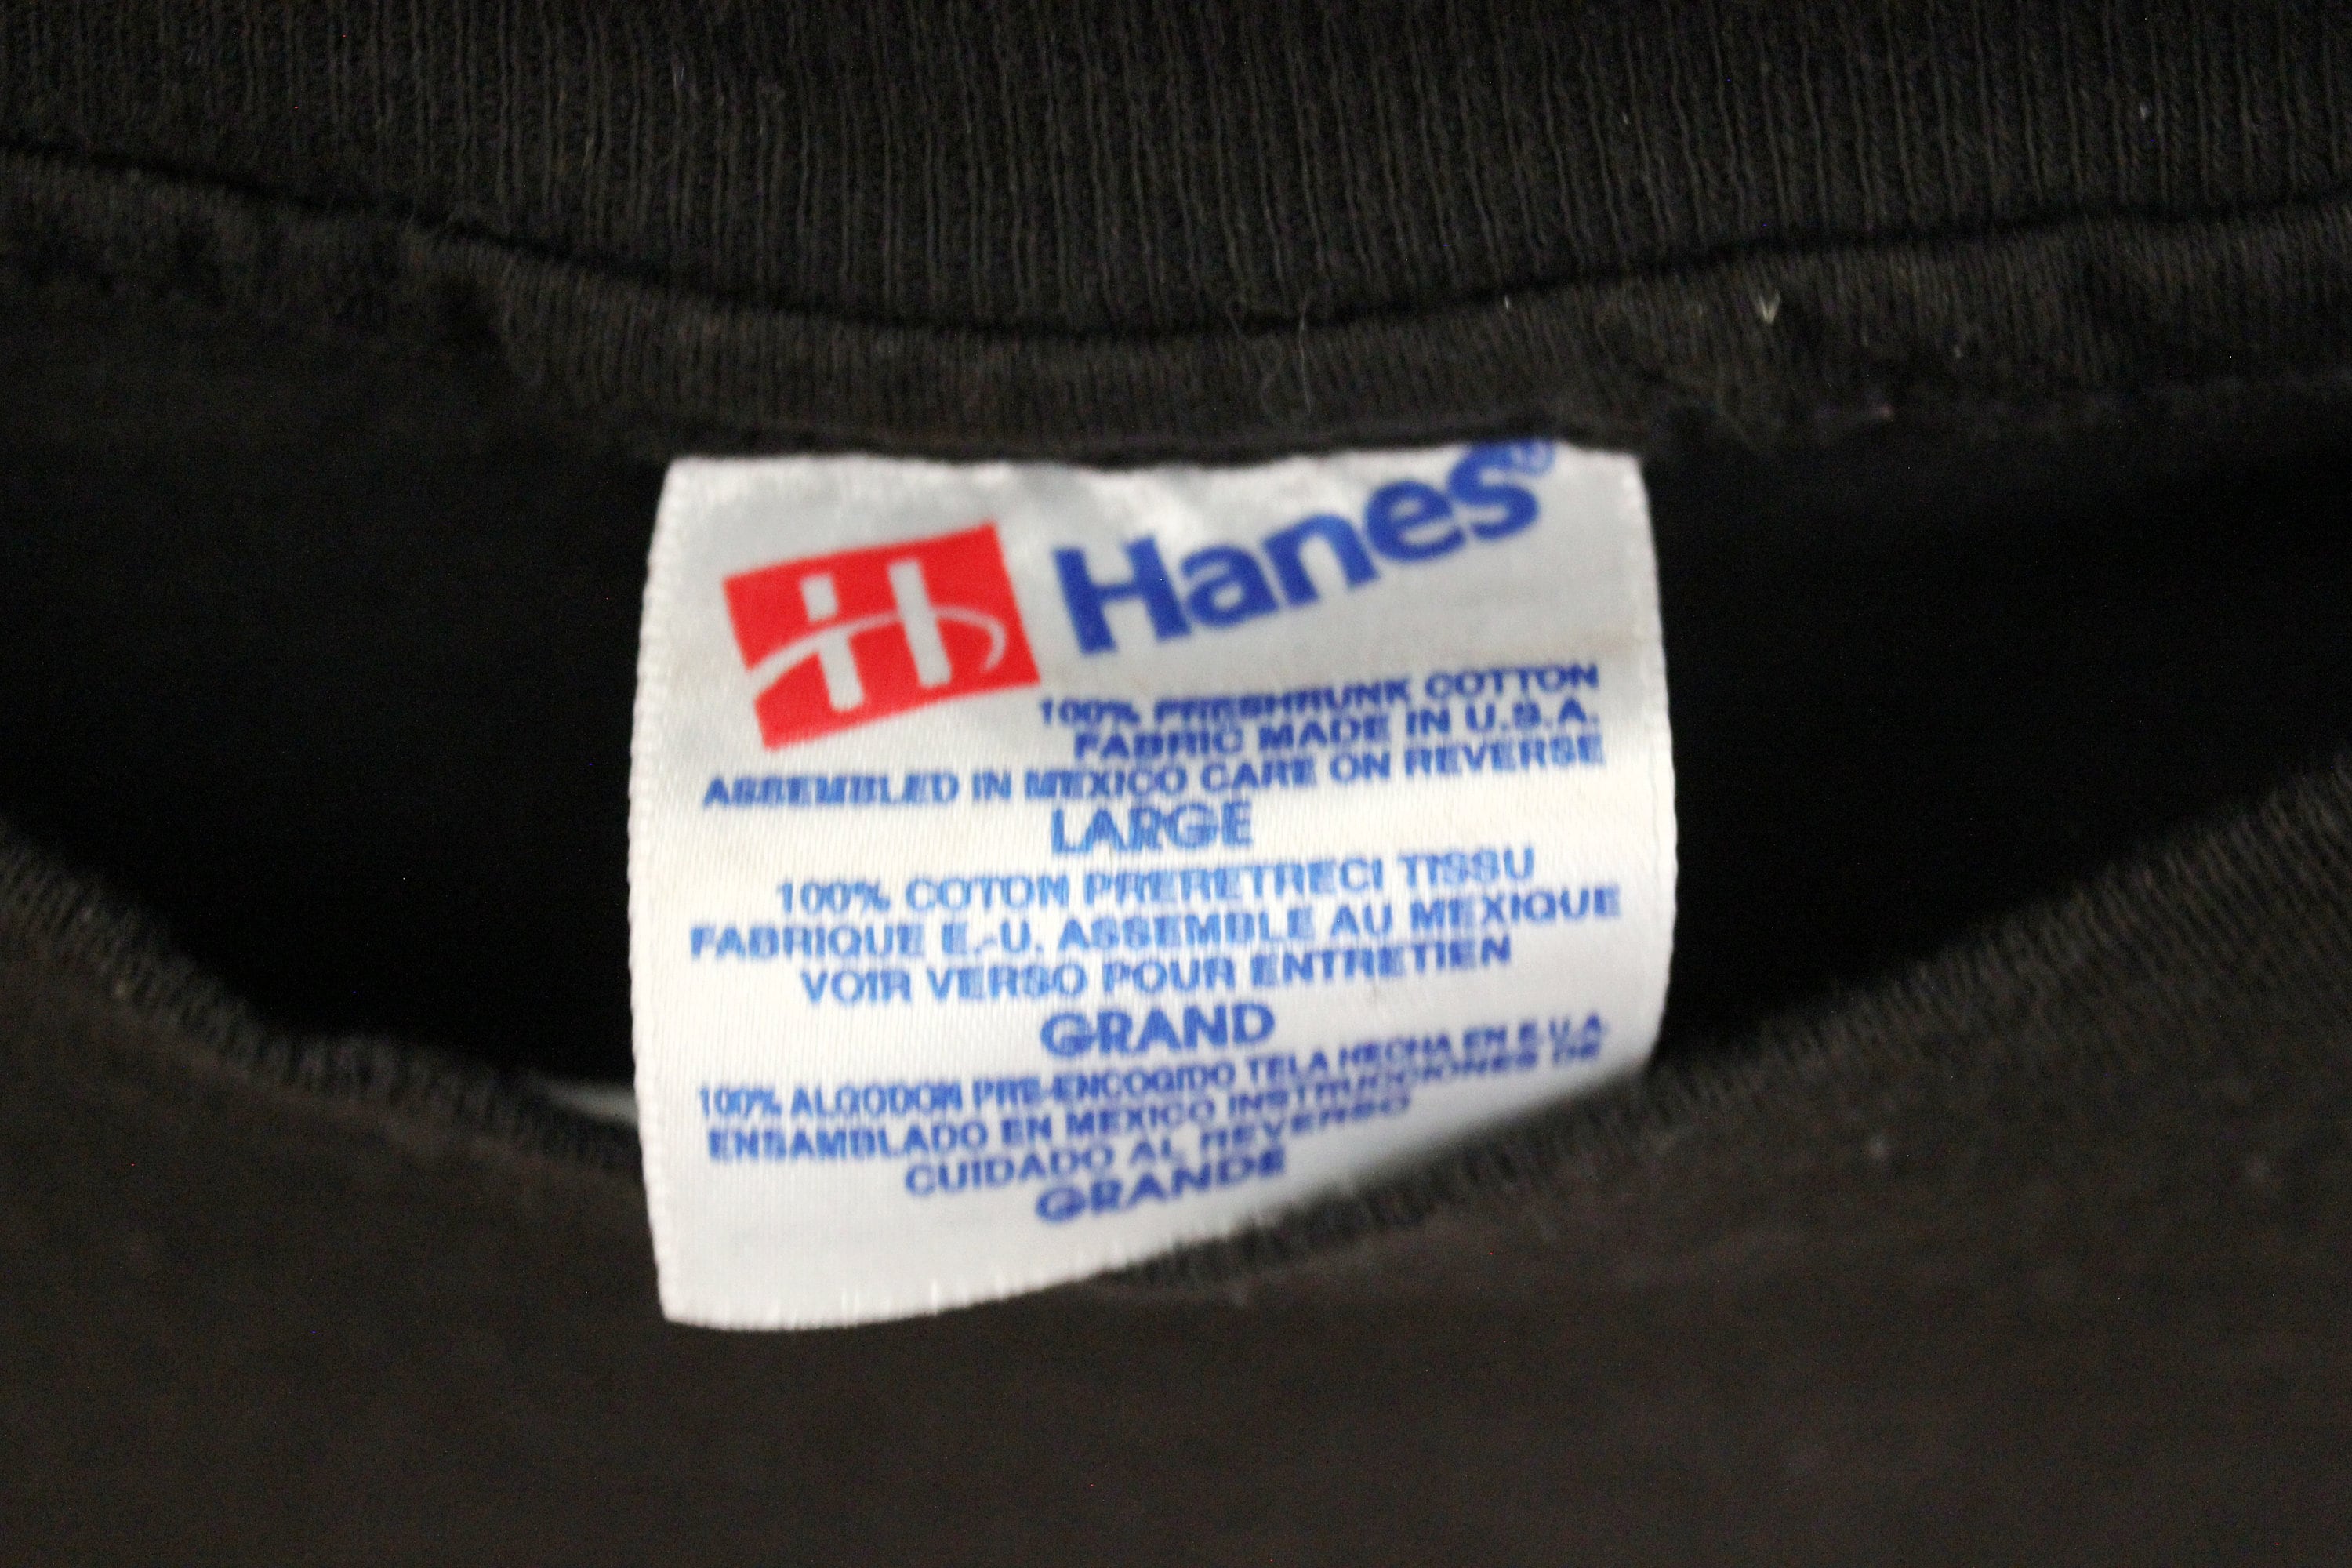 H Hanes®
100% PRESHRUNK COTTON
FABRIC MADE IN U.S.A.
ASSEMBLED IN MEXICO CARE ON REVERSE
LARGE
100% COTON PRERETRECI TISSU
FABRIQUE E.-U. ASSEMBLE AU MEXIQUE
VOIR VERSO POUR ENTRETIEN
GRAND
100% ALGODON PRE-ENCOGIDO TELA HECHA EN E.U.A
ENSAMBLADO EN MEXICO INSTRUCCIONES DE
CUIDADO AL REVERSO
GRANDE